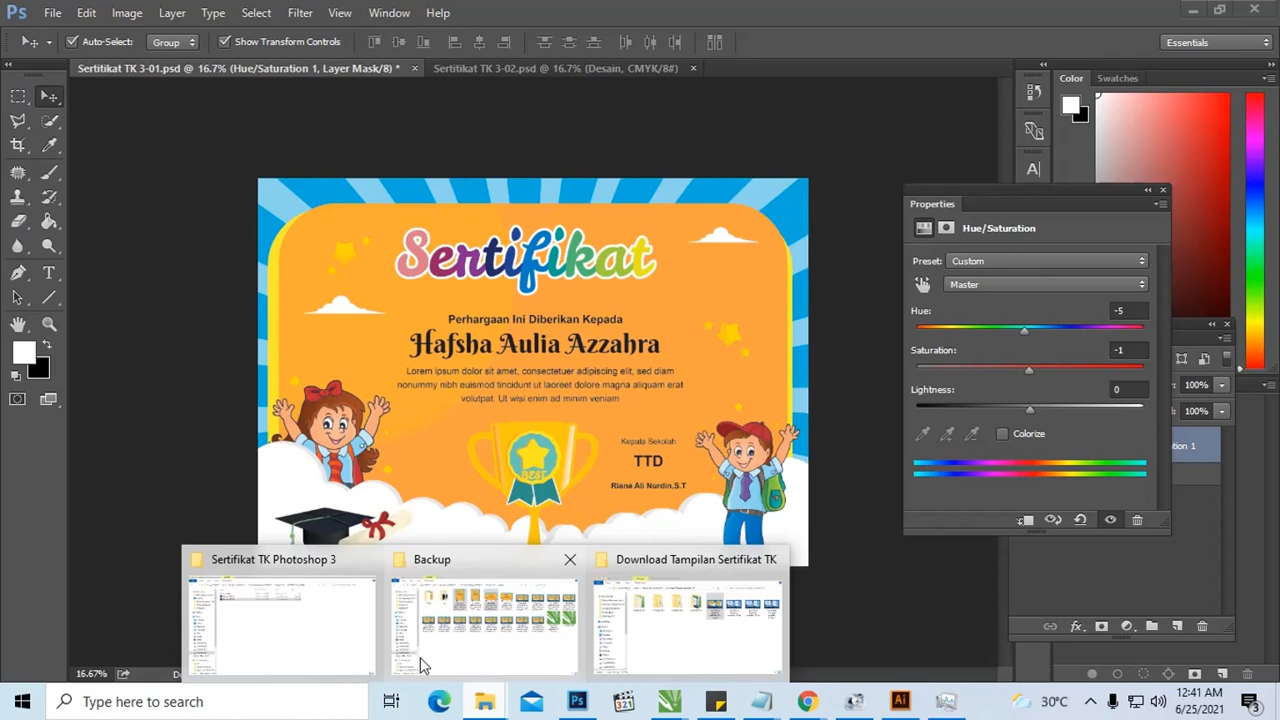 Ps File Edit Image Layer Type Select Filter View Window Help
Auto-Select: Group Show Transform Controls Essentials
Sertifikat TK 3-01.psd @ 16.7% (Hue/Saturation 1, Layer Mask/8) * Sertifikat TK 3-02.psd @ 16.7% (Desain, CMYK/8#)
Color Swatches
Sertifikat
Perhargaan Ini Diberikan Kepada
Hafsha Aulia Azzahra
Lorem ipsum dolor sit amet, consectetuer adipiscing elit, sed diam
nonummy nibh euismod tincidunt ut laoreet dolore magna aliquam erat
volutpat. Ut wisi enim ad minim veniam
BEST
Kepala Sekolah
TTD
Riana Ali Nurdin,S.T
Properties
Hue/Saturation
Preset: Custom
Master
Hue: -5
Saturation: -1
Lightness: 0
Colorize
100%
100%
tion 1
Sertifikat TK Photoshop 3 Backup Download Tampilan Sertifikat TK
16.67%
Type here to search
321
Ps
Ai
30°C
12:41 AM
6/25/2021
3